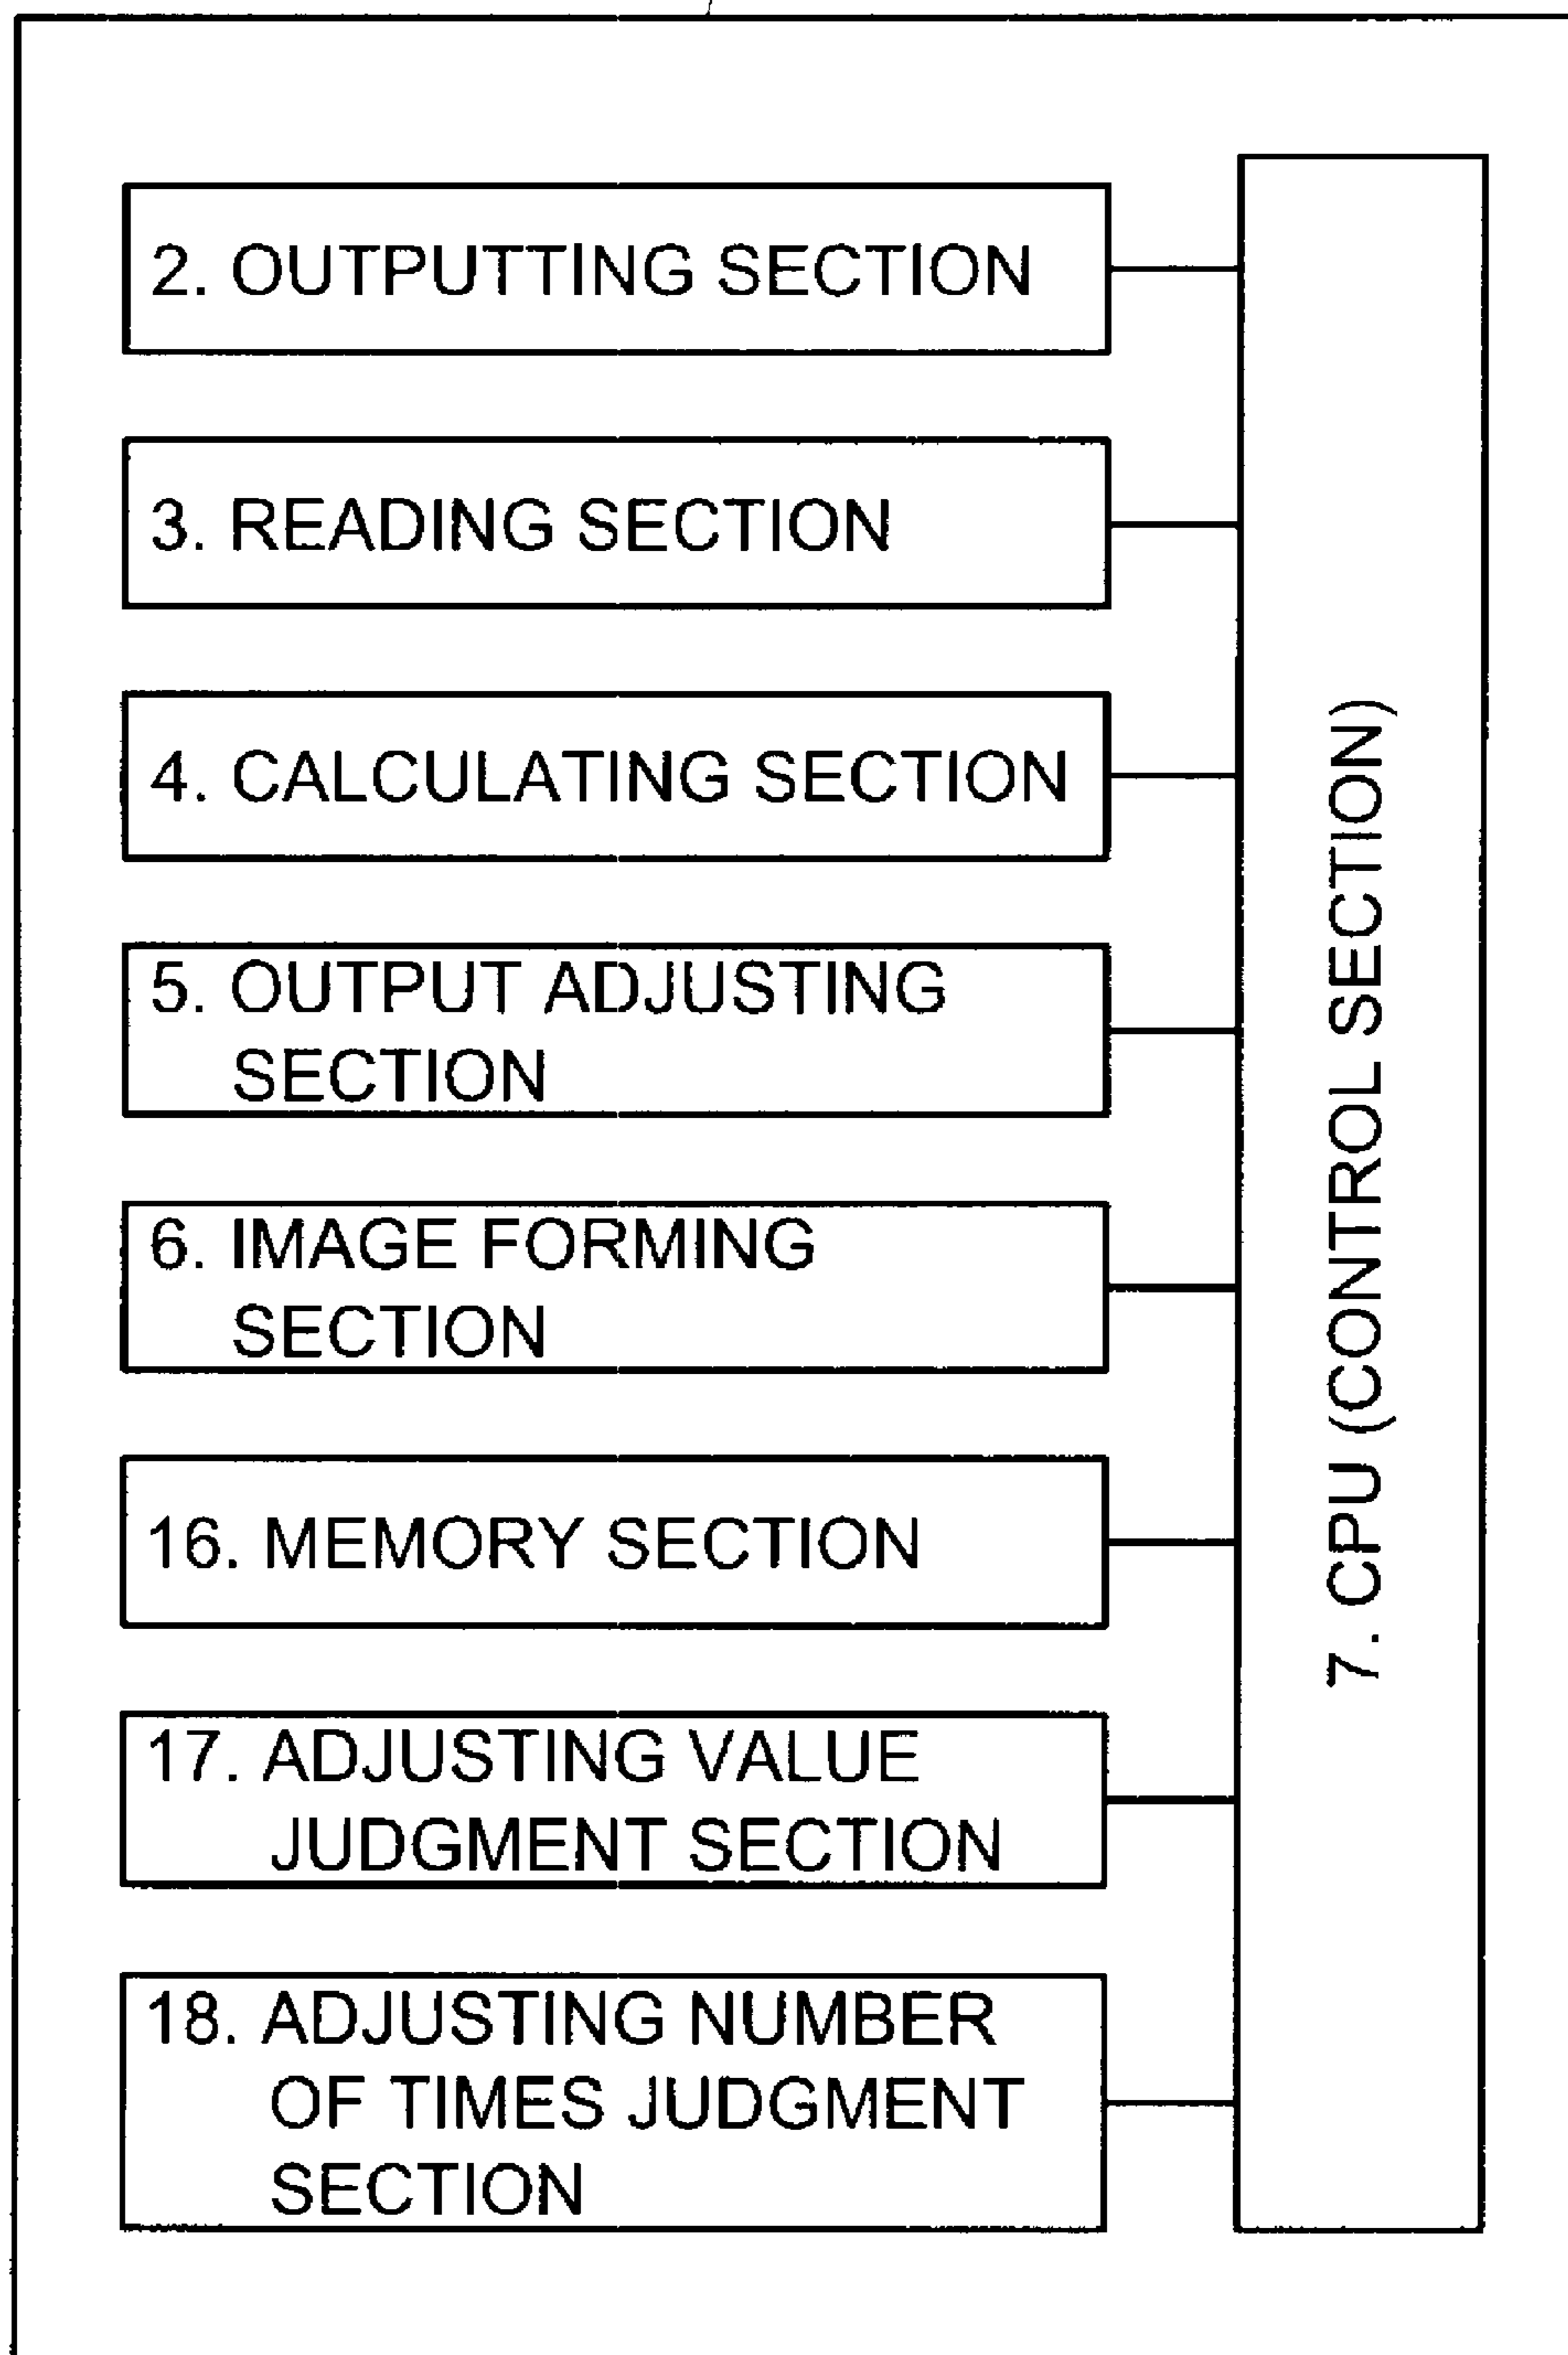 2. OUTPUTTING SECTION
3. READING SECTION
4. CALCULATING SECTION
5. OUTPUT ADJUSTING
SECTION
6. IMAGE FORMING
SECTION
16. MEMORY SECTION
17. ADJUSTING VALUE
JUDGMENT SECTION
18. ADJUSTING NUMBER
OF TIMES JUDGMENT
SECTION
7. CPU (CONTROL SECTION)